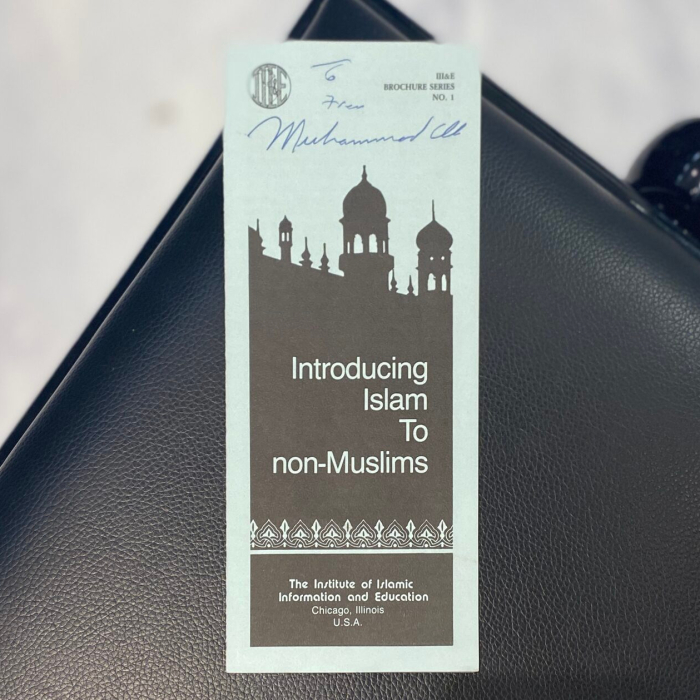 To
III&E
BROCHURE SERIES
NO. 1
Muhammad Ali
Introducing
Islam
To
non-Muslims
The Institute of Islamic
Information and Education
Chicago, Illinois
U.S.A.